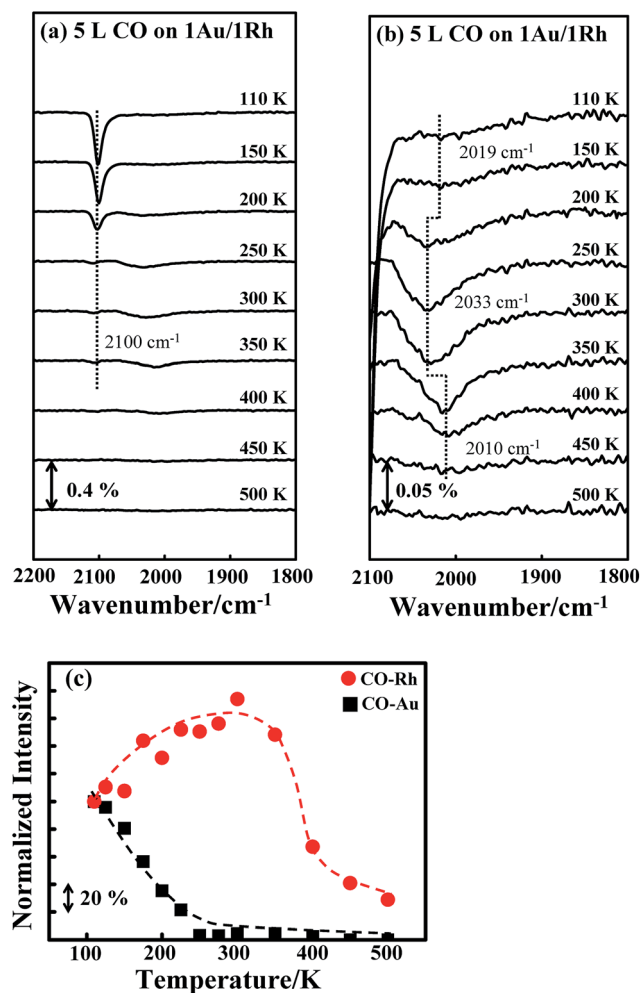 (a) 5 L CO on 1Au/1Rh
110 K
150 K
200 K
250 K
300 K
350 K
2100 cm-1
400 K
450 K
0.4 %
500 K
2200 2100 2000 1900 1800
Wavenumber/cm-1
(b) 5 L CO on 1Au/1Rh
110 K
2019 cm-1
150 K
200 K
250 K
2033 cm-1
300 K
350 K
400 K
2010 cm-1
450 K
0.05 %
500 K
2100 2000 1900 1800
Wavenumber/cm-1
(c)
CO-Rh
CO-Au
Normalized Intensity
20 %
100 200 300 400 500
Temperature/K